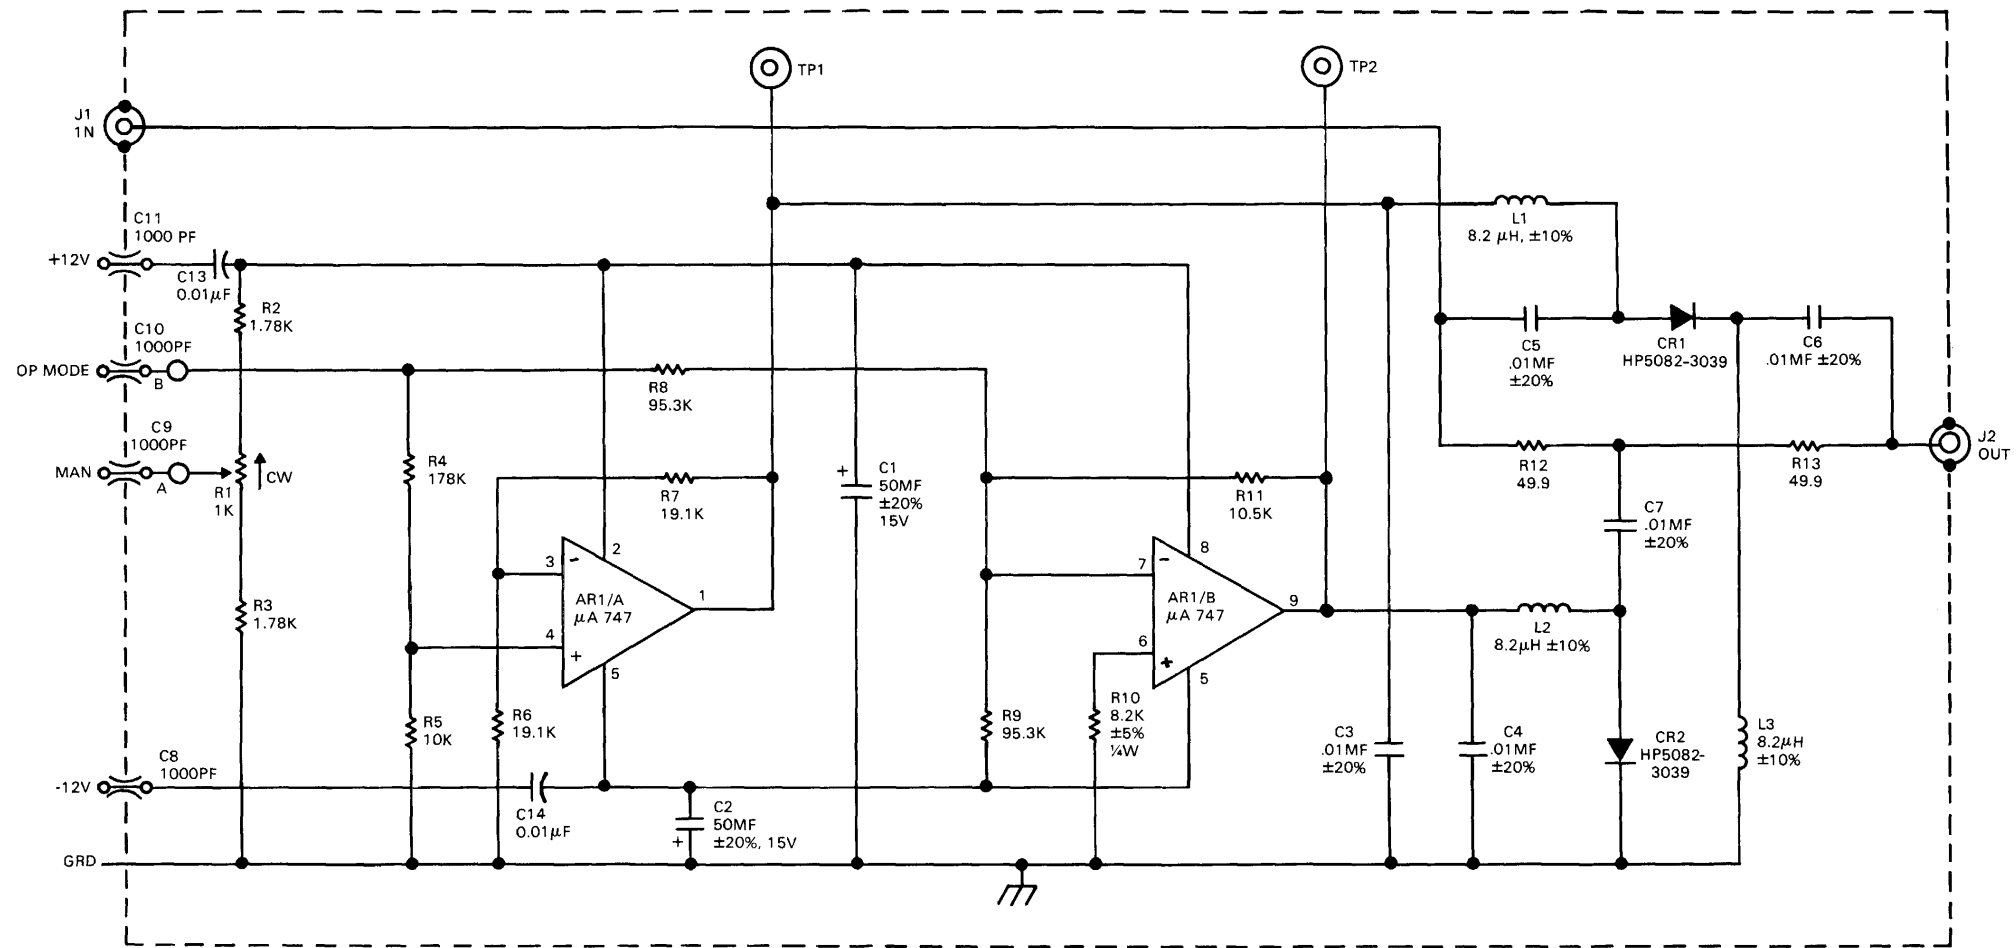 TP1
TP2
J1
1N
C11
1000 PF
+12V
C13
0.01µF
R2
1.78K
C10
1000PF
OP MODE
B
C9
1000PF
MAN
A
R1
1K
CW
R3
1.78K
C8
1000PF
-12V
GRD
R4
178K
R5
10K
R8
95.3K
R7
19.1K
3
-
2
AR1/A
µA 747
1
4
+
5
R6
19.1K
C14
0.01µF
C2
50MF
±20%, 15V
+
+
C1
50MF
±20%
15V
R9
95.3K
R11
10.5K
7
-
8
AR1/B
µA 747
9
6
+
5
R10
8.2K
±5%
¼W
L1
8.2 µH, ±10%
C5
.01MF
±20%
CR1
HP5082-3039
C6
.01MF ±20%
R12
49.9
R13
49.9
J2
OUT
C7
.01MF
±20%
L2
8.2µH ±10%
C3
.01MF
±20%
C4
.01MF
±20%
CR2
HP5082-
3039
L3
8.2µH
±10%